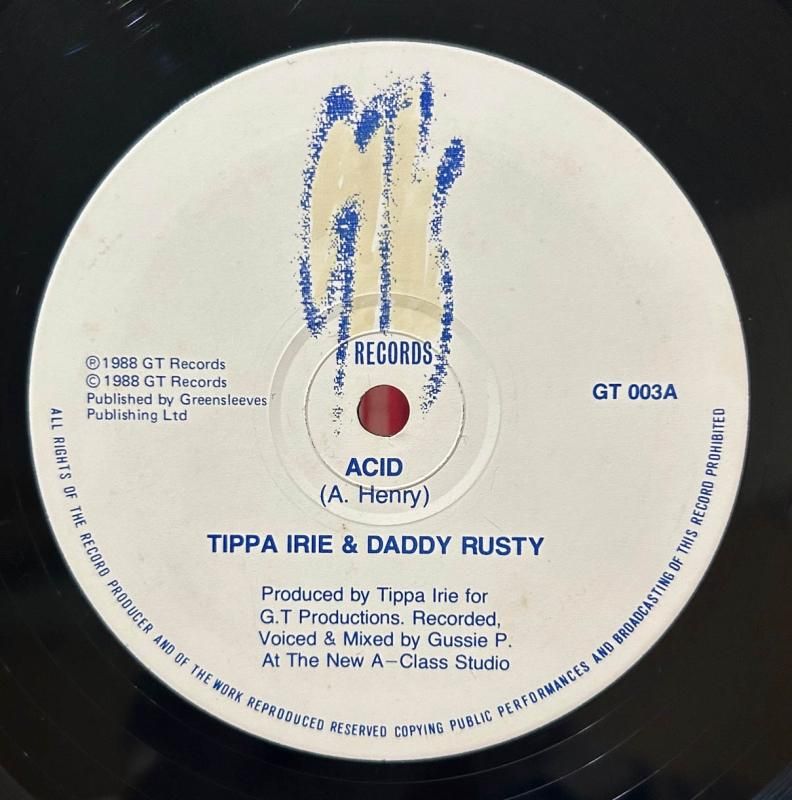 RECORDS
℗ 1988 GT Records
© 1988 GT Records
Published by Greensleeves
Publishing Ltd
GT 003A
ACID
(A. Henry)
TIPPA IRIE & DADDY RUSTY
Produced by Tippa Irie for
G.T Productions. Recorded,
Voiced & Mixed by Gussie P.
At The New A-Class Studio
ALL RIGHTS OF THE RECORD PRODUCER AND OF THE WORK REPRODUCED RESERVED COPYING PUBLIC PERFORMANCES AND BROADCASTING OF THIS RECORD PROHIBITED